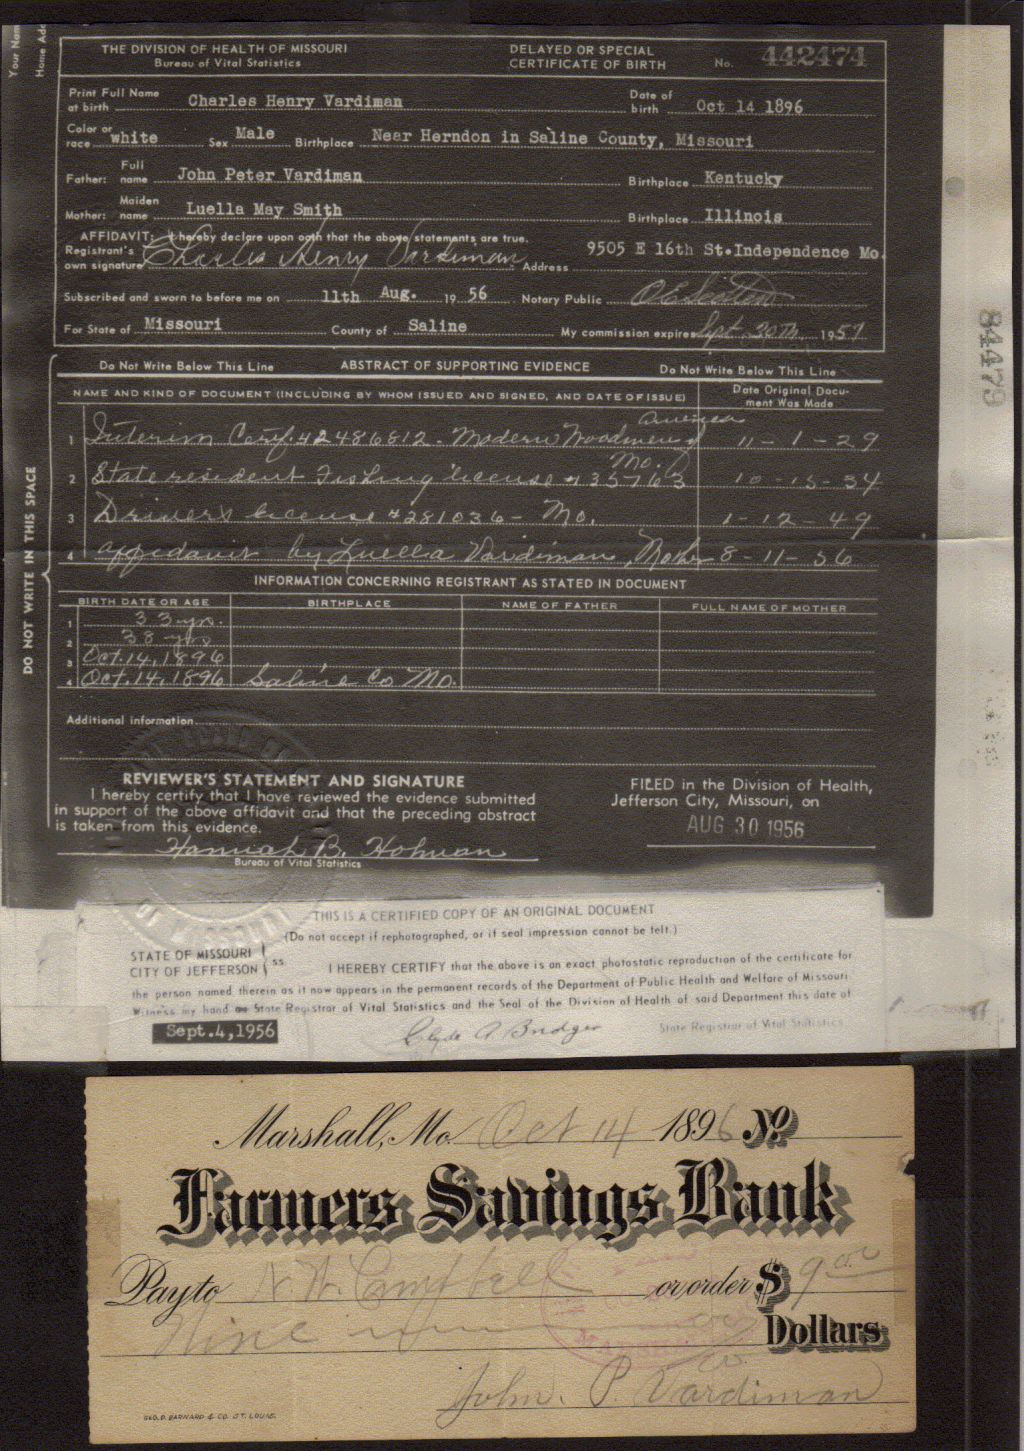 Your Nam
Home Add
THE DIVISION OF HEALTH OF MISSOURI
Bureau of Vital Statistics
DELAYED OR SPECIAL
CERTIFICATE OF BIRTH No. 442474
Print Full Name
at birth Charles Henry Vardiman
Date of
birth Oct 14 1896
Color or
race white Sex Male Birthplace Near Herndon in Saline County, Missouri
Full
Father: name John Peter Vardiman Birthplace Kentucky
Maiden
Mother: name Luella May Smith Birthplace Illinois
AFFIDAVIT: I hereby declare upon oath that the above statements are true.
Registrant's
own signature Charles Henry Vardiman Address 9505 E 16th St. Independence Mo.
Subscribed and sworn to before me on 11th Aug. 1956 Notary Public
For State of Missouri County of Saline My commission expires Sept. 30th 1957
Do Not Write Below This Line ABSTRACT OF SUPPORTING EVIDENCE Do Not Write Below This Line
NAME AND KIND OF DOCUMENT (INCLUDING BY WHOM ISSUED AND SIGNED, AND DATE OF ISSUE)
Date Original Docu-
ment Was Made
America
1 Interim Cert. #2486812 - Modern Woodmen of 11-1-29
Mo.
2 State resident Fishing license # 35763 10-15-34
3 Driver's License #281036 - Mo. 1-12-49
4 Affidavit by Luella Vardiman, Mother 8-11-56
DO NOT WRITE IN THIS SPACE
INFORMATION CONCERNING REGISTRANT AS STATED IN DOCUMENT
BIRTH DATE OR AGE BIRTHPLACE NAME OF FATHER FULL NAME OF MOTHER
1 33 yrs.
2 38 yrs
3 Oct. 14, 1896
4 Oct. 14, 1896 Saline Co Mo.
Additional information
REVIEWER'S STATEMENT AND SIGNATURE
I hereby certify that I have reviewed the evidence submitted
in support of the above affidavit and that the preceding abstract
is taken from this evidence.
Hannah B. Hohman
Bureau of Vital Statistics
FILED in the Division of Health,
Jefferson City, Missouri, on
AUG 30 1956
84479
THIS IS A CERTIFIED COPY OF AN ORIGINAL DOCUMENT
(Do not accept if rephotographed, or if seal impression cannot be felt.)
STATE OF MISSOURI
CITY OF JEFFERSON ss.
I HEREBY CERTIFY that the above is an exact photostatic reproduction of the certificate for
the person named therein as it now appears in the permanent records of the Department of Public Health and Welfare of Missouri
Witness my hand as State Registrar of Vital Statistics and the Seal of the Division of Health of said Department this date of
Sept. 4, 1956 Clyde A. Bridger State Registrar of Vital Statistics
Marshall, Mo. Oct 14 1896 No.
Farmers Savings Bank
Pay to N. W. Campbell or order $ 9 00
Nine Dollars
John. P. Vardiman
GEO. D. BARNARD & CO. ST. LOUIS.